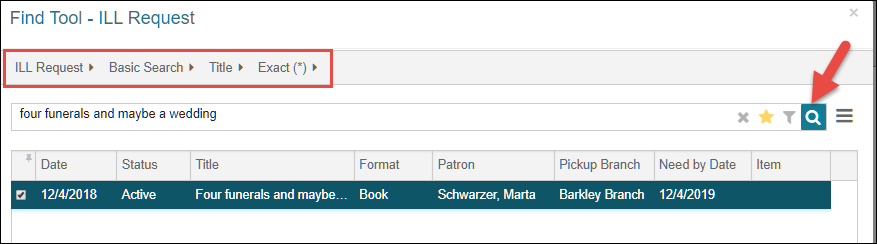 Find Tool - ILL Request
ILL Request Basic Search Title Exact (*)
four funerals and maybe a wedding
Date Status Title Format Patron Pickup Branch Need by Date Item
12/4/2018 Active Four funerals and maybe... Book Schwarzer, Marta Barkley Branch 12/4/2019